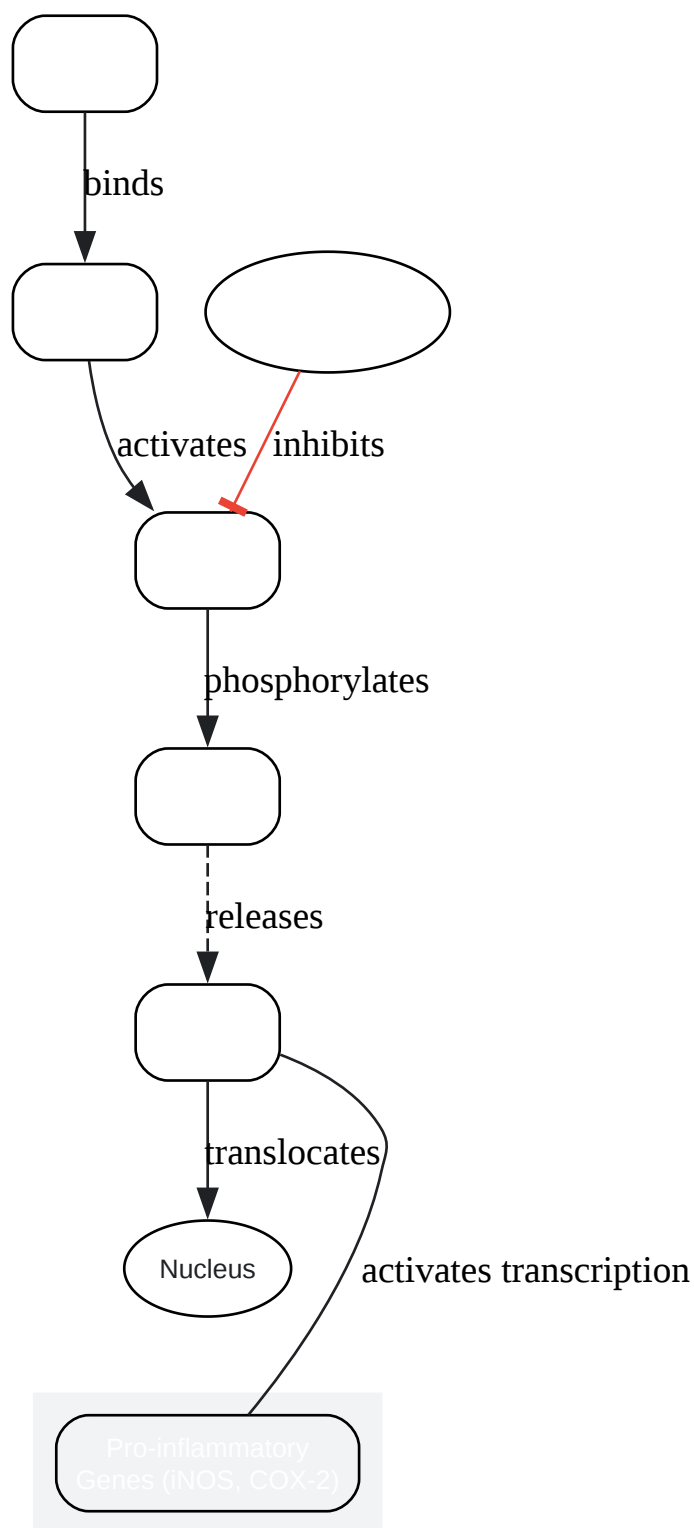 binds
activates
inhibits
phosphorylates
releases
translocates
Nucleus
activates transcription
Pro-inflammatory
Genes (iNOS, COX-2)